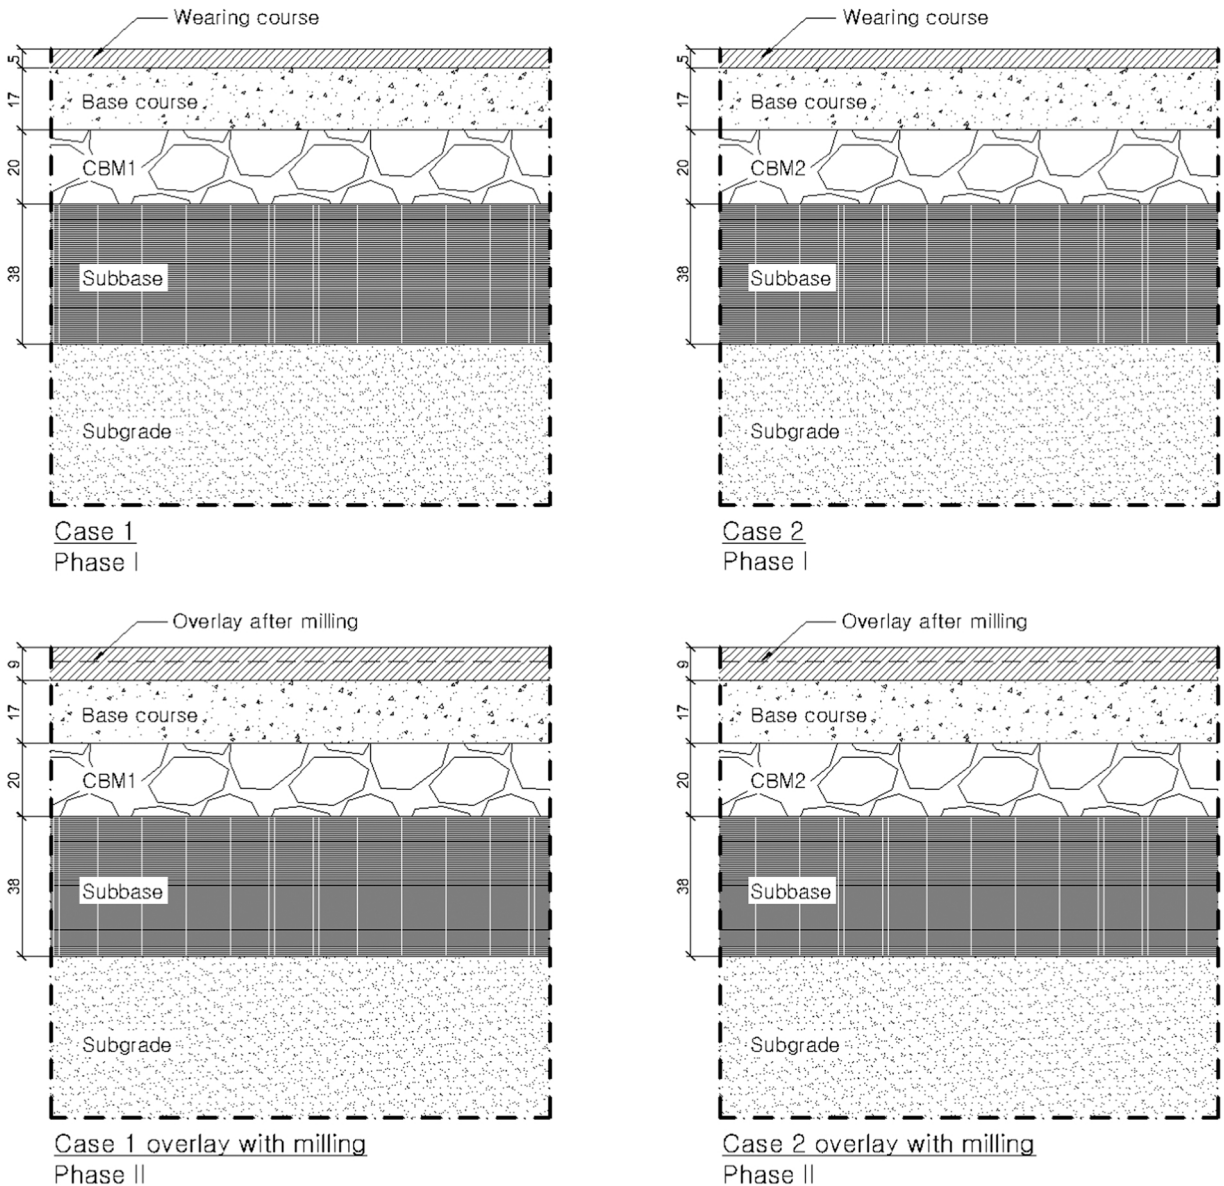 Wearing course
5
Base course
17
CBM1
20
Subbase
38
Subgrade
Case 1
Phase I
Wearing course
5
Base course
17
CBM2
20
Subbase
38
Subgrade
Case 2
Phase I
Overlay after milling
9
Base course
17
CBM1
20
Subbase
38
Subgrade
Case 1 overlay with milling
Phase II
Overlay after milling
9
Base course
17
CBM2
20
Subbase
38
Subgrade
Case 2 overlay with milling
Phase II